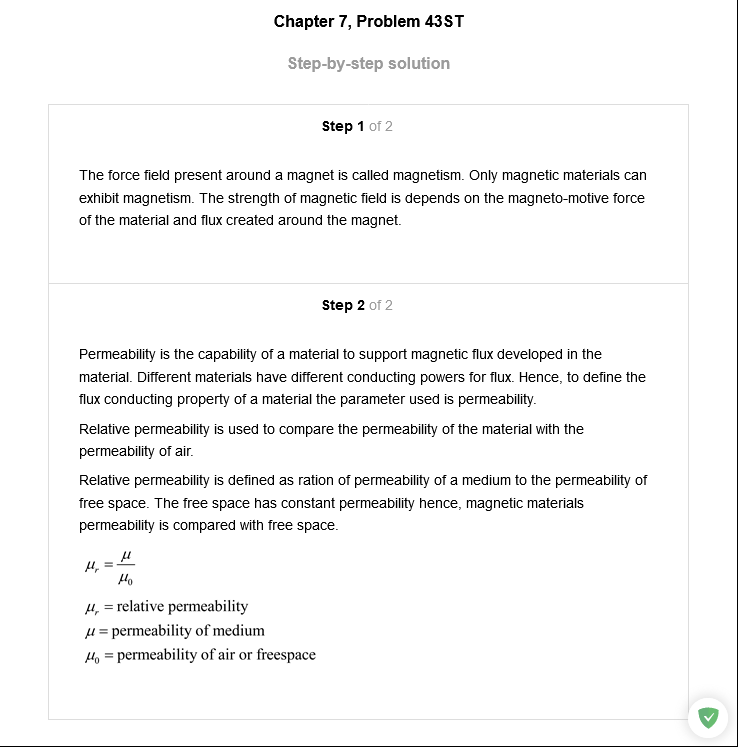 Chapter 7, Problem 43ST
Step-by-step solution
Step 1 of 2
The force field present around a magnet is called magnetism. Only magnetic materials can
exhibit magnetism. The strength of magnetic field is depends on the magneto-motive force
of the material and flux created around the magnet.
Step 2 of 2
Permeability is the capability of a material to support magnetic flux developed in the
material. Different materials have different conducting powers for flux. Hence, to define the
flux conducting property of a material the parameter used is permeability.
Relative permeability is used to compare the permeability of the material with the
permeability of air.
Relative permeability is defined as ration of permeability of a medium to the permeability of
free space. The free space has constant permeability hence, magnetic materials
permeability is compared with free space.
μᵣ = μ/μ₀
μᵣ = relative permeability
μ = permeability of medium
μ₀ = permeability of air or freespace